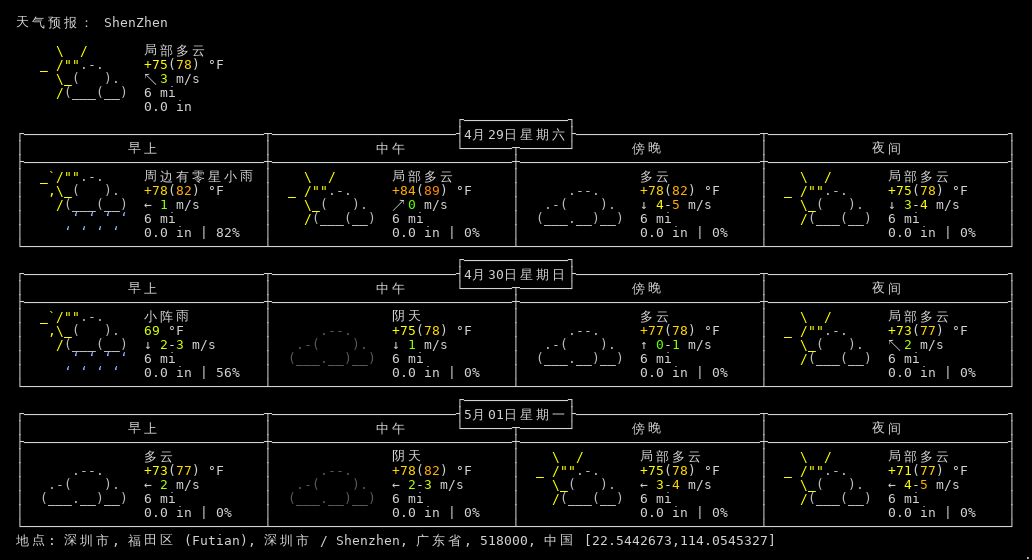 天气预报： ShenZhen
局部多云
+75(78) °F
↖ 3 m/s
6 mi
0.0 in
4月29日星期六
早上 中午 傍晚 夜间
周边有零星小雨 局部多云 多云 局部多云
+78(82) °F +84(89) °F +78(82) °F +75(78) °F
← 1 m/s ↗ 0 m/s ↓ 4-5 m/s ↓ 3-4 m/s
6 mi 6 mi 6 mi 6 mi
0.0 in | 82% 0.0 in | 0% 0.0 in | 0% 0.0 in | 0%
4月30日星期日
早上 中午 傍晚 夜间
小阵雨 阴天 多云 局部多云
69 °F +75(78) °F +77(78) °F +73(77) °F
↓ 2-3 m/s ↓ 1 m/s ↑ 0-1 m/s ↖ 2 m/s
6 mi 6 mi 6 mi 6 mi
0.0 in | 56% 0.0 in | 0% 0.0 in | 0% 0.0 in | 0%
5月01日星期一
早上 中午 傍晚 夜间
多云 阴天 局部多云 局部多云
+73(77) °F +78(82) °F +75(78) °F +71(77) °F
← 2 m/s ← 2-3 m/s ← 3-4 m/s ← 4-5 m/s
6 mi 6 mi 6 mi 6 mi
0.0 in | 0% 0.0 in | 0% 0.0 in | 0% 0.0 in | 0%
地点: 深圳市, 福田区 (Futian), 深圳市 / Shenzhen, 广东省, 518000, 中国 [22.5442673,114.0545327]